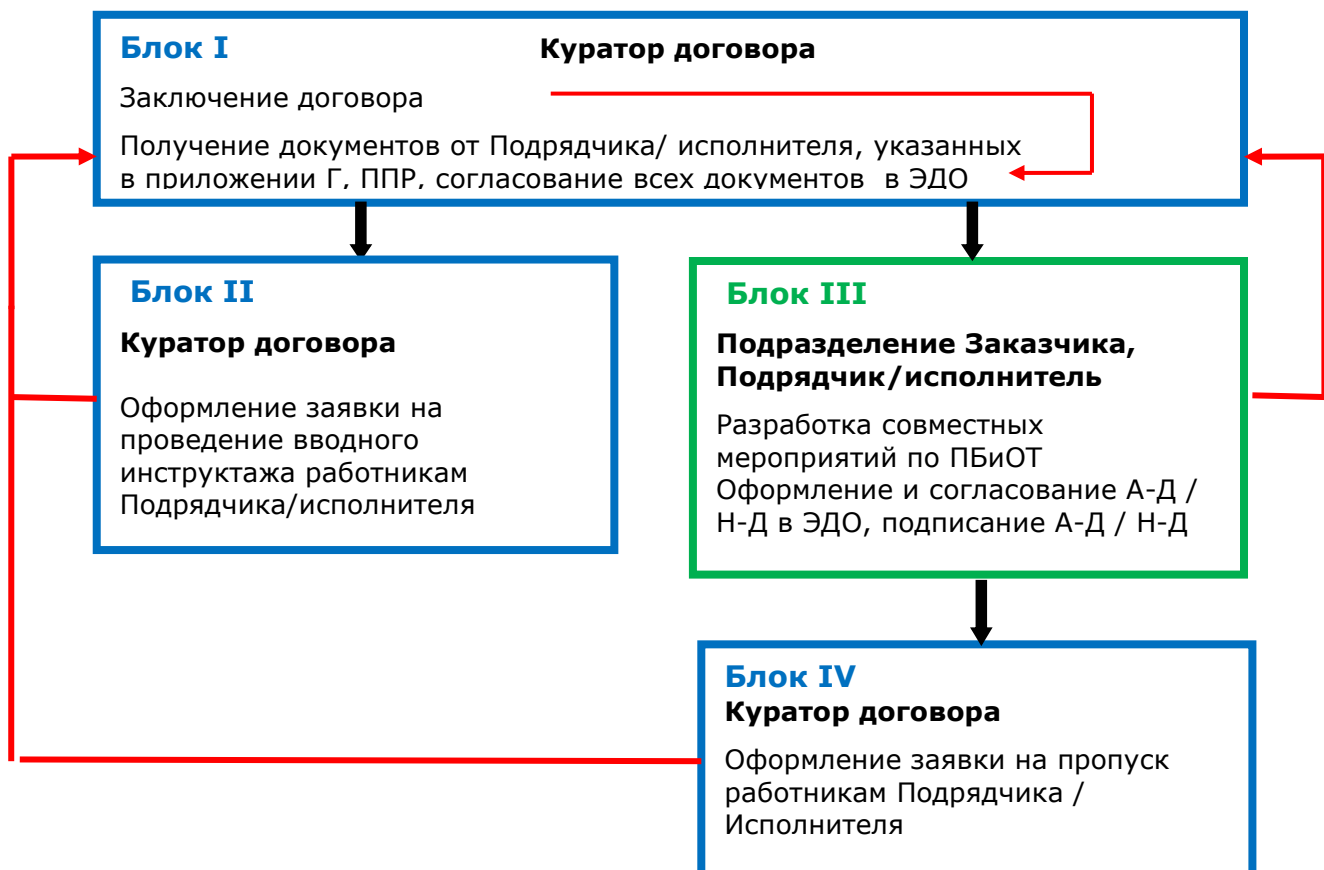 Блок I
Куратор договора
Заключение договора
Получение документов от Подрядчика/ исполнителя, указанных
в приложении Г, ППР, согласование всех документов в ЭДО
Блок II
Куратор договора
Оформление заявки на
проведение вводного
инструктажа работникам
Подрядчика/исполнителя
Блок III
Подразделение Заказчика,
Подрядчик/исполнитель
Разработка совместных
мероприятий по ПБиОТ
Оформление и согласование А-Д /
Н-Д в ЭДО, подписание А-Д / Н-Д
Блок IV
Куратор договора
Оформление заявки на пропуск
работникам Подрядчика /
Исполнителя